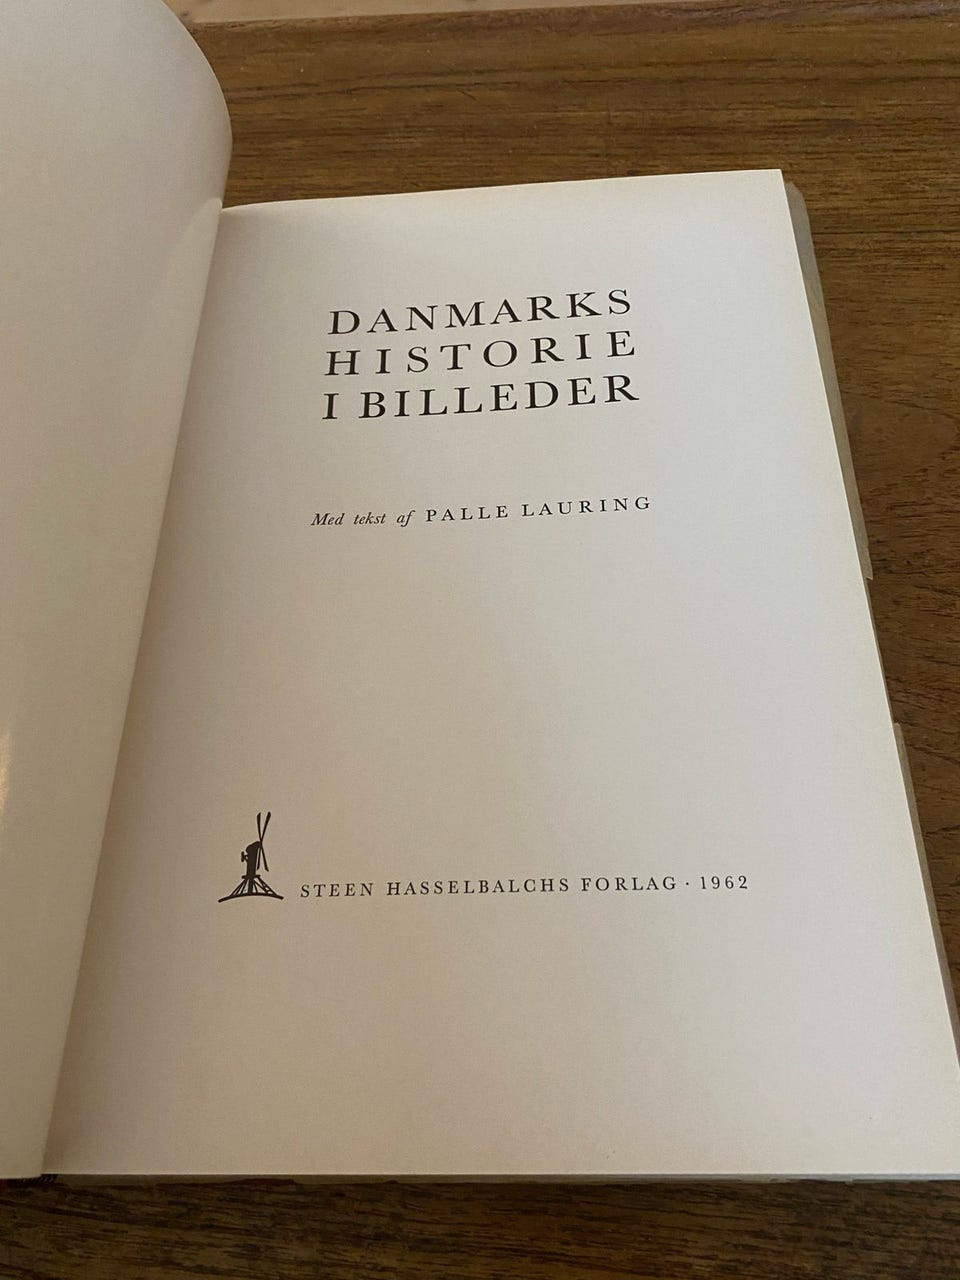 DANMARKS
HISTORIE
I BILLEDER
Med tekst af PALLE LAURING
STEEN HASSELBALCHS FORLAG · 1962